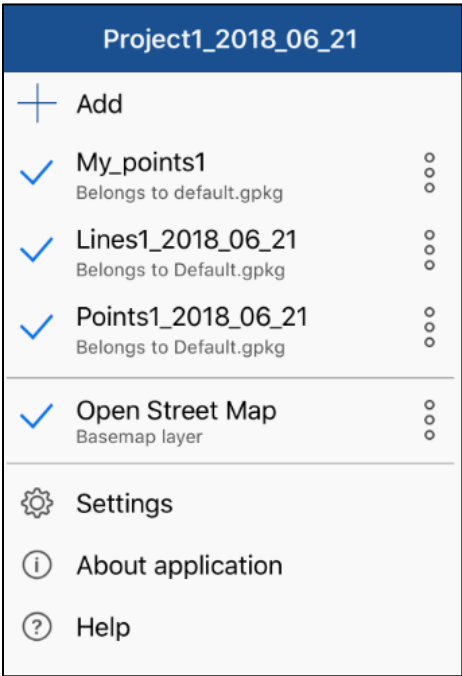 Project1_2018_06_21
Add
My_points1
Belongs to default.gpkg
Lines1_2018_06_21
Belongs to Default.gpkg
Points1_2018_06_21
Belongs to Default.gpkg
Open Street Map
Basemap layer
Settings
About application
Help